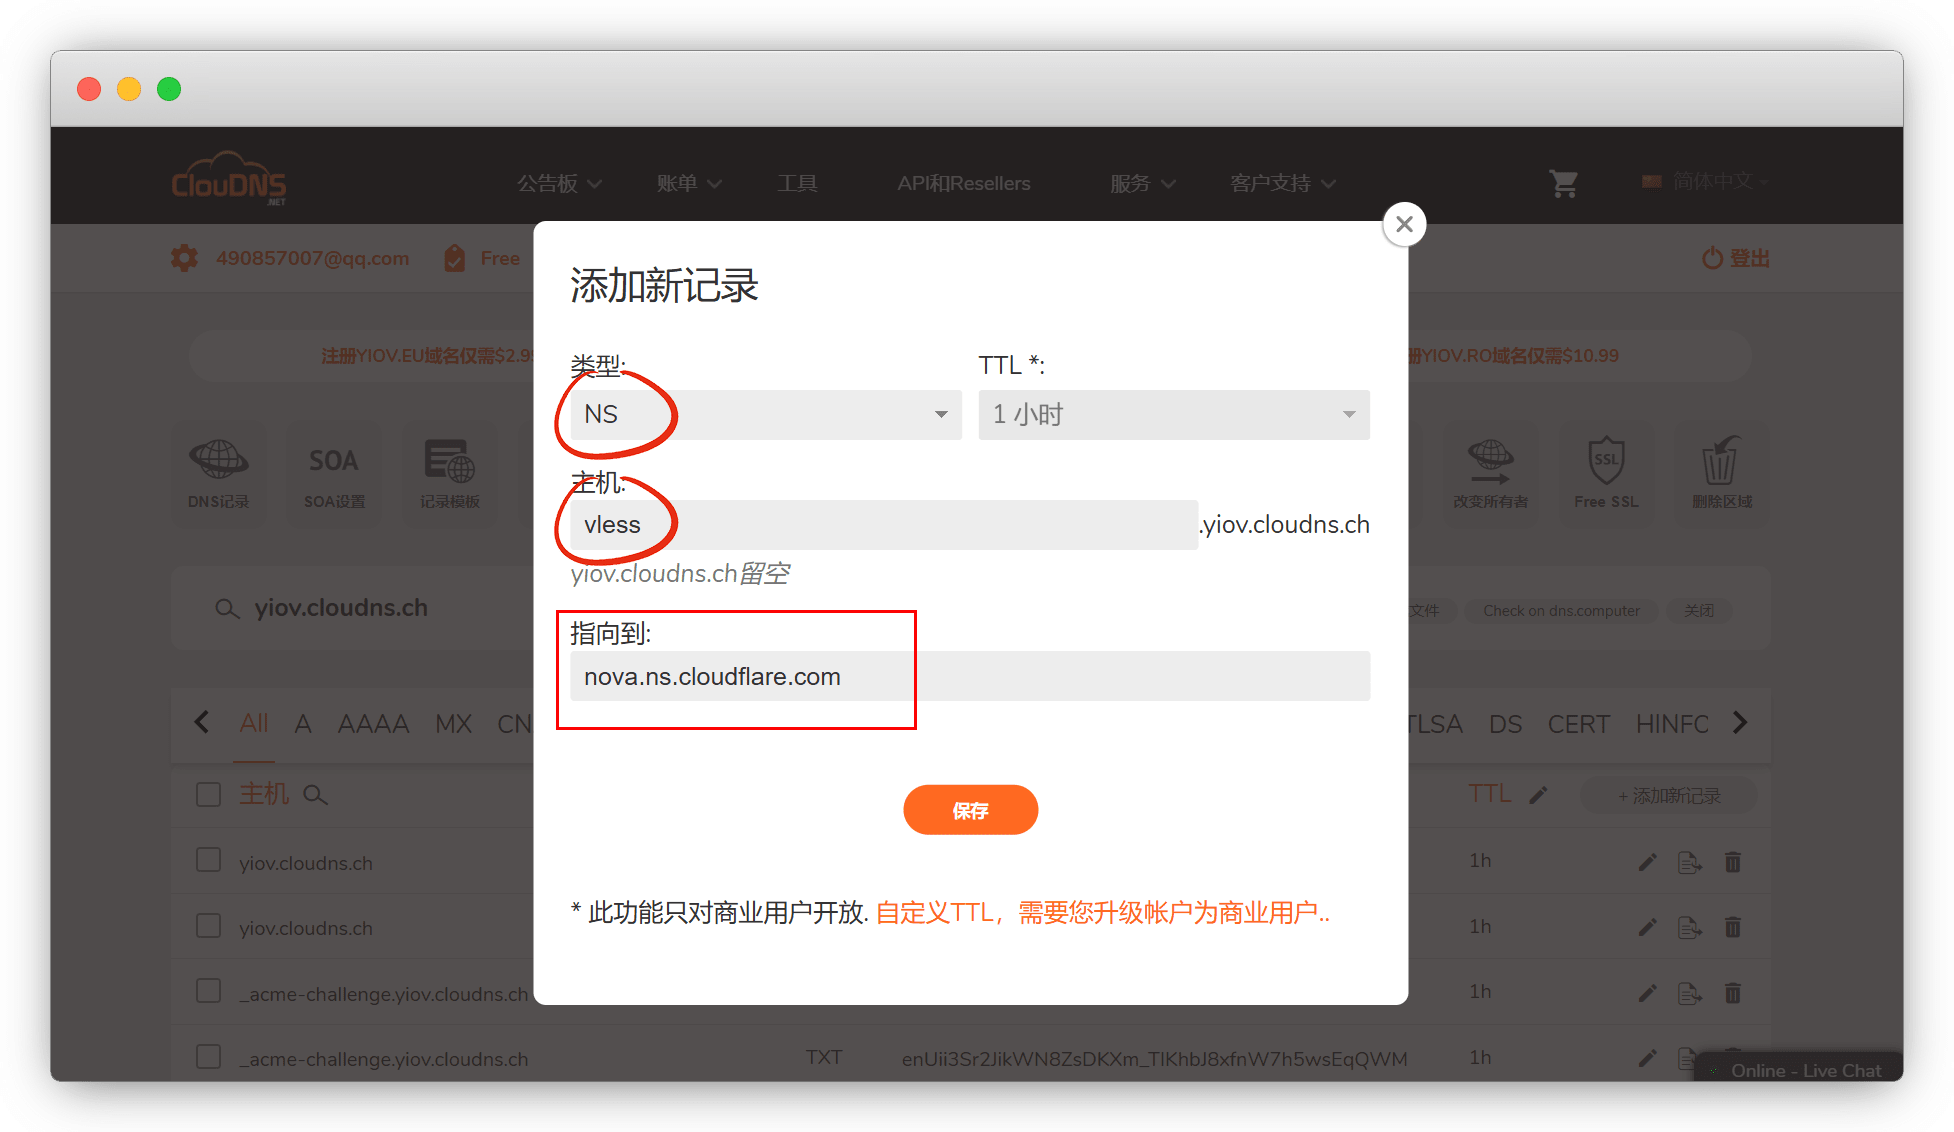 ClouDNS
.NET
公告板
账单
工具
API和Resellers
服务
客户支持
简体中文
490857007@qq.com
Free
登出
添加新记录
注册YIOV.EU域名仅需$2.9
册YIOV.RO域名仅需$10.99
类型:
TTL *:
NS
1 小时
主机:
vless
.yiov.cloudns.ch
yiov.cloudns.ch留空
指向到:
nova.ns.cloudflare.com
保存
* 此功能只对商业用户开放. 自定义TTL，需要您升级帐户为商业用户..
DNS记录
SOA
SOA设置
记录模板
改变所有者
SSL
Free SSL
删除区域
yiov.cloudns.ch
文件
Check on dns.computer
关闭
All
A
AAAA
MX
CN
TLSA
DS
CERT
HINFO
主机
TTL
+ 添加新记录
yiov.cloudns.ch
1h
yiov.cloudns.ch
1h
_acme-challenge.yiov.cloudns.ch
1h
_acme-challenge.yiov.cloudns.ch
TXT
enUii3Sr2JikWN8ZsDKXm_TIKhbJ8xfnW7h5wsEqQWM
1h
Online - Live Chat